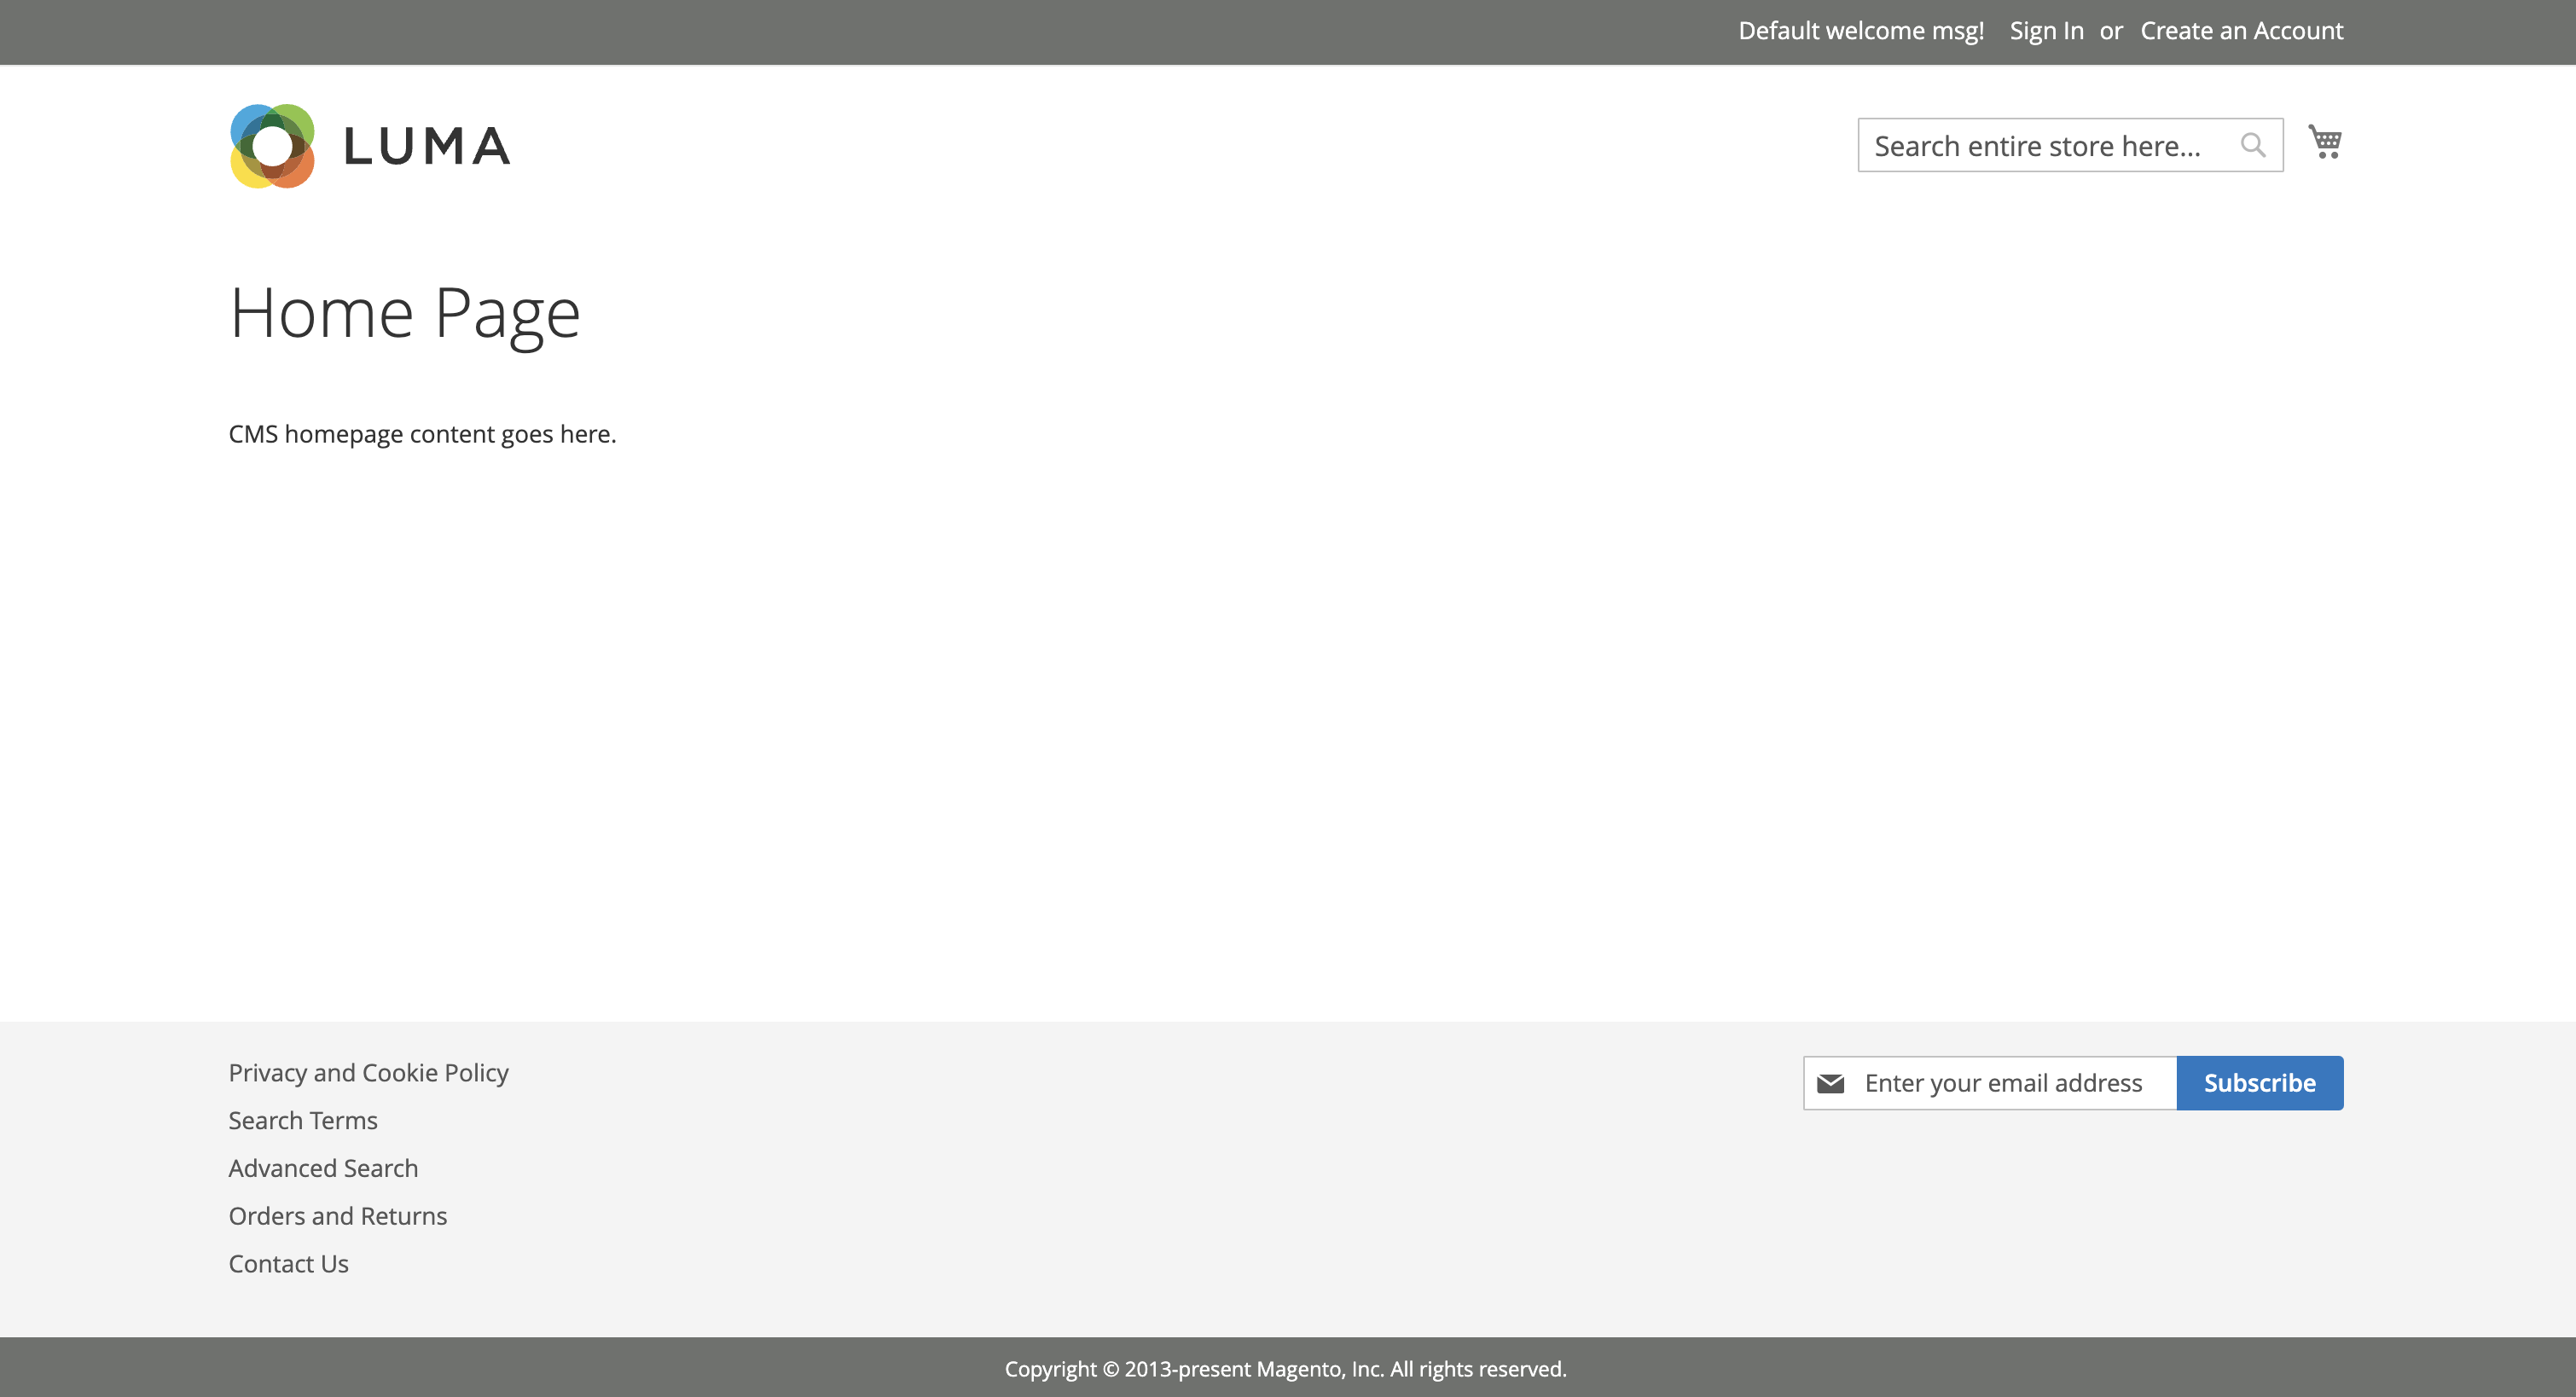 Default welcome msg! Sign In or Create an Account
LUMA
Search entire store here...
Home Page
CMS homepage content goes here.
Privacy and Cookie Policy
Search Terms
Advanced Search
Orders and Returns
Contact Us
Enter your email address
Subscribe
Copyright © 2013-present Magento, Inc. All rights reserved.